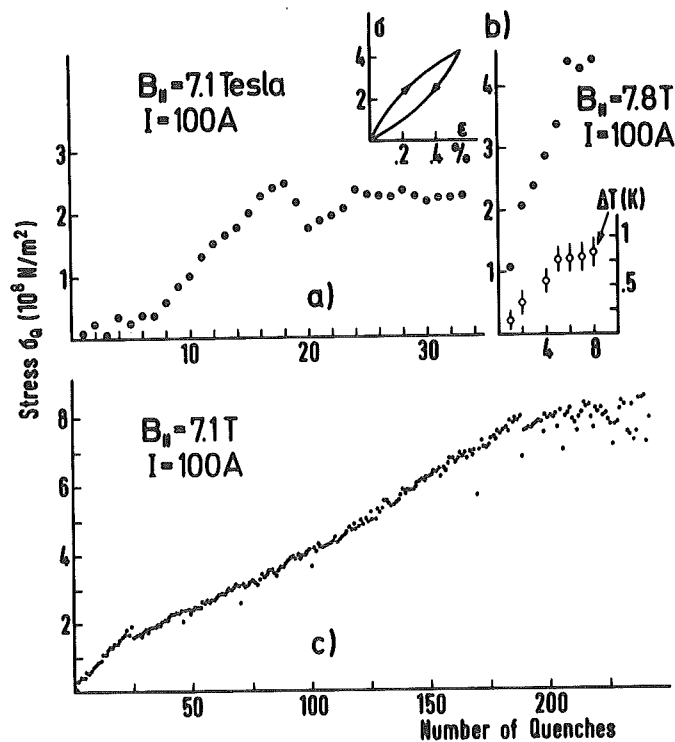 B∥=7.1 Tesla
I=100A
σ
4
2
.2
.4
ε
%
a)
3
2
1
10
20
30
b)
B∥=7.8T
I=100A
4
3
2
1
ΔT(K)
1
.5
4
8
Stress σQ (10⁸ N/m²)
B∥=7.1T
I=100A
8
6
4
2
c)
50
100
150
200
Number of Quenches